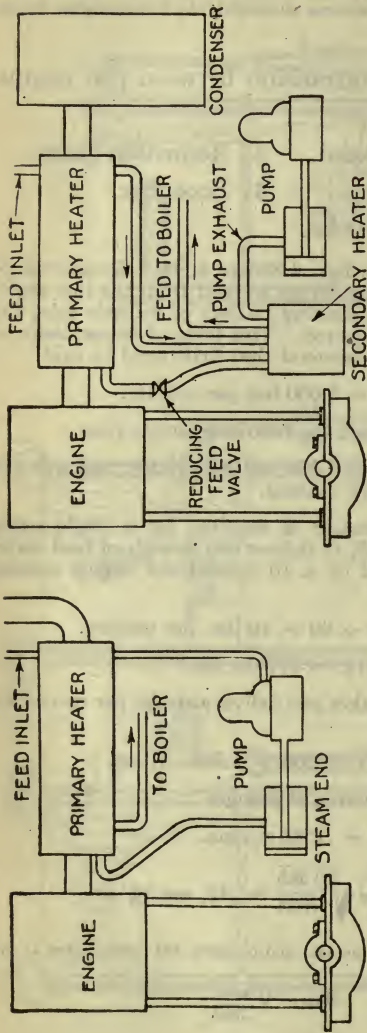 FEED INLET
PRIMARY HEATER
ENGINE
TO BOILER
PUMP
STEAM END
FEED INLET
PRIMARY HEATER
CONDENSER
ENGINE
REDUCING
FEED
VALVE
FEED TO BOILER
PUMP EXHAUST
PUMP
SECONDARY HEATER